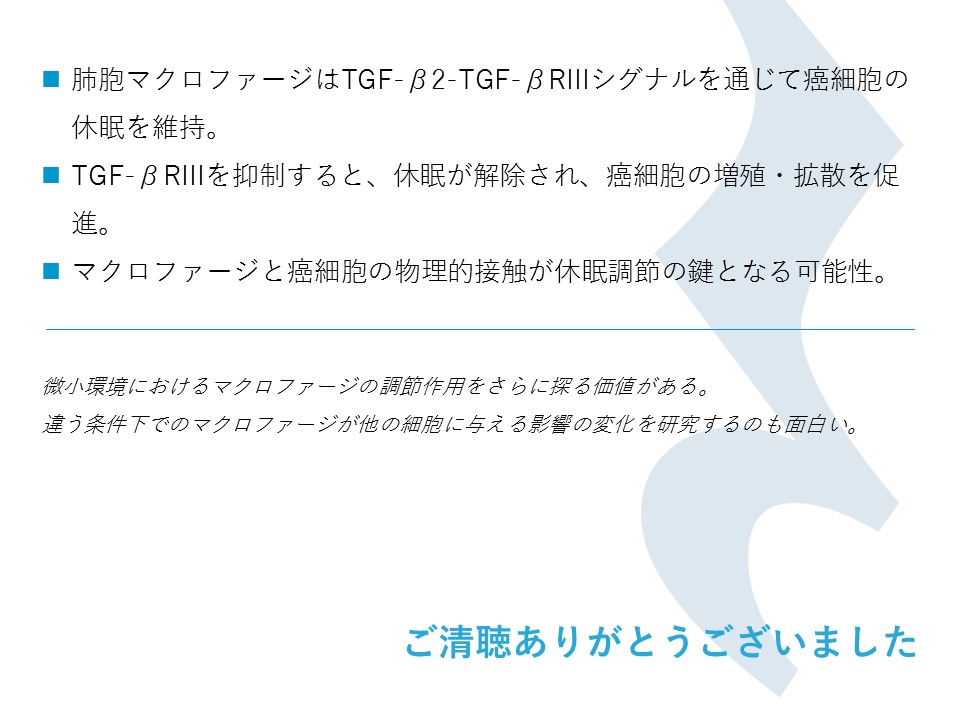 肺胞マクロファージはTGF-β2-TGF-βRIIIシグナルを通じて癌細胞の
休眠を維持。
TGF-βRIIIを抑制すると、休眠が解除され、癌細胞の増殖・拡散を促
進。
マクロファージと癌細胞の物理的接触が休眠調節の鍵となる可能性。
微小環境におけるマクロファージの調節作用をさらに探る価値がある。
違う条件下でのマクロファージが他の細胞に与える影響の変化を研究するのも面白い。
ご清聴ありがとうございました